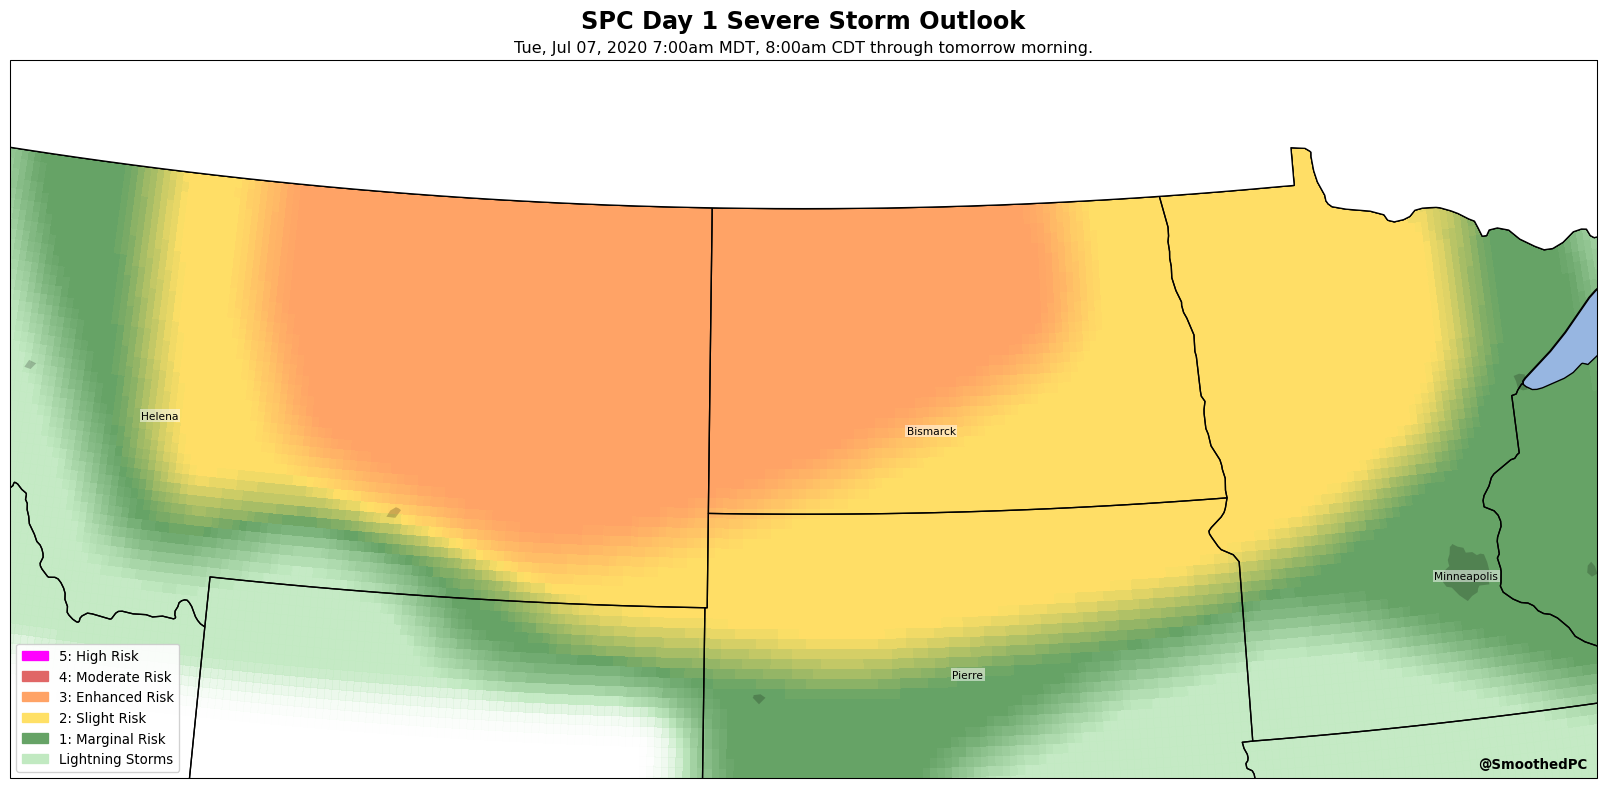 SPC Day 1 Severe Storm Outlook
Tue, Jul 07, 2020 7:00am MDT, 8:00am CDT through tomorrow morning.
Helena
Bismarck
Minneapolis
Pierre
5: High Risk
4: Moderate Risk
3: Enhanced Risk
2: Slight Risk
1: Marginal Risk
Lightning Storms
@SmoothedPC